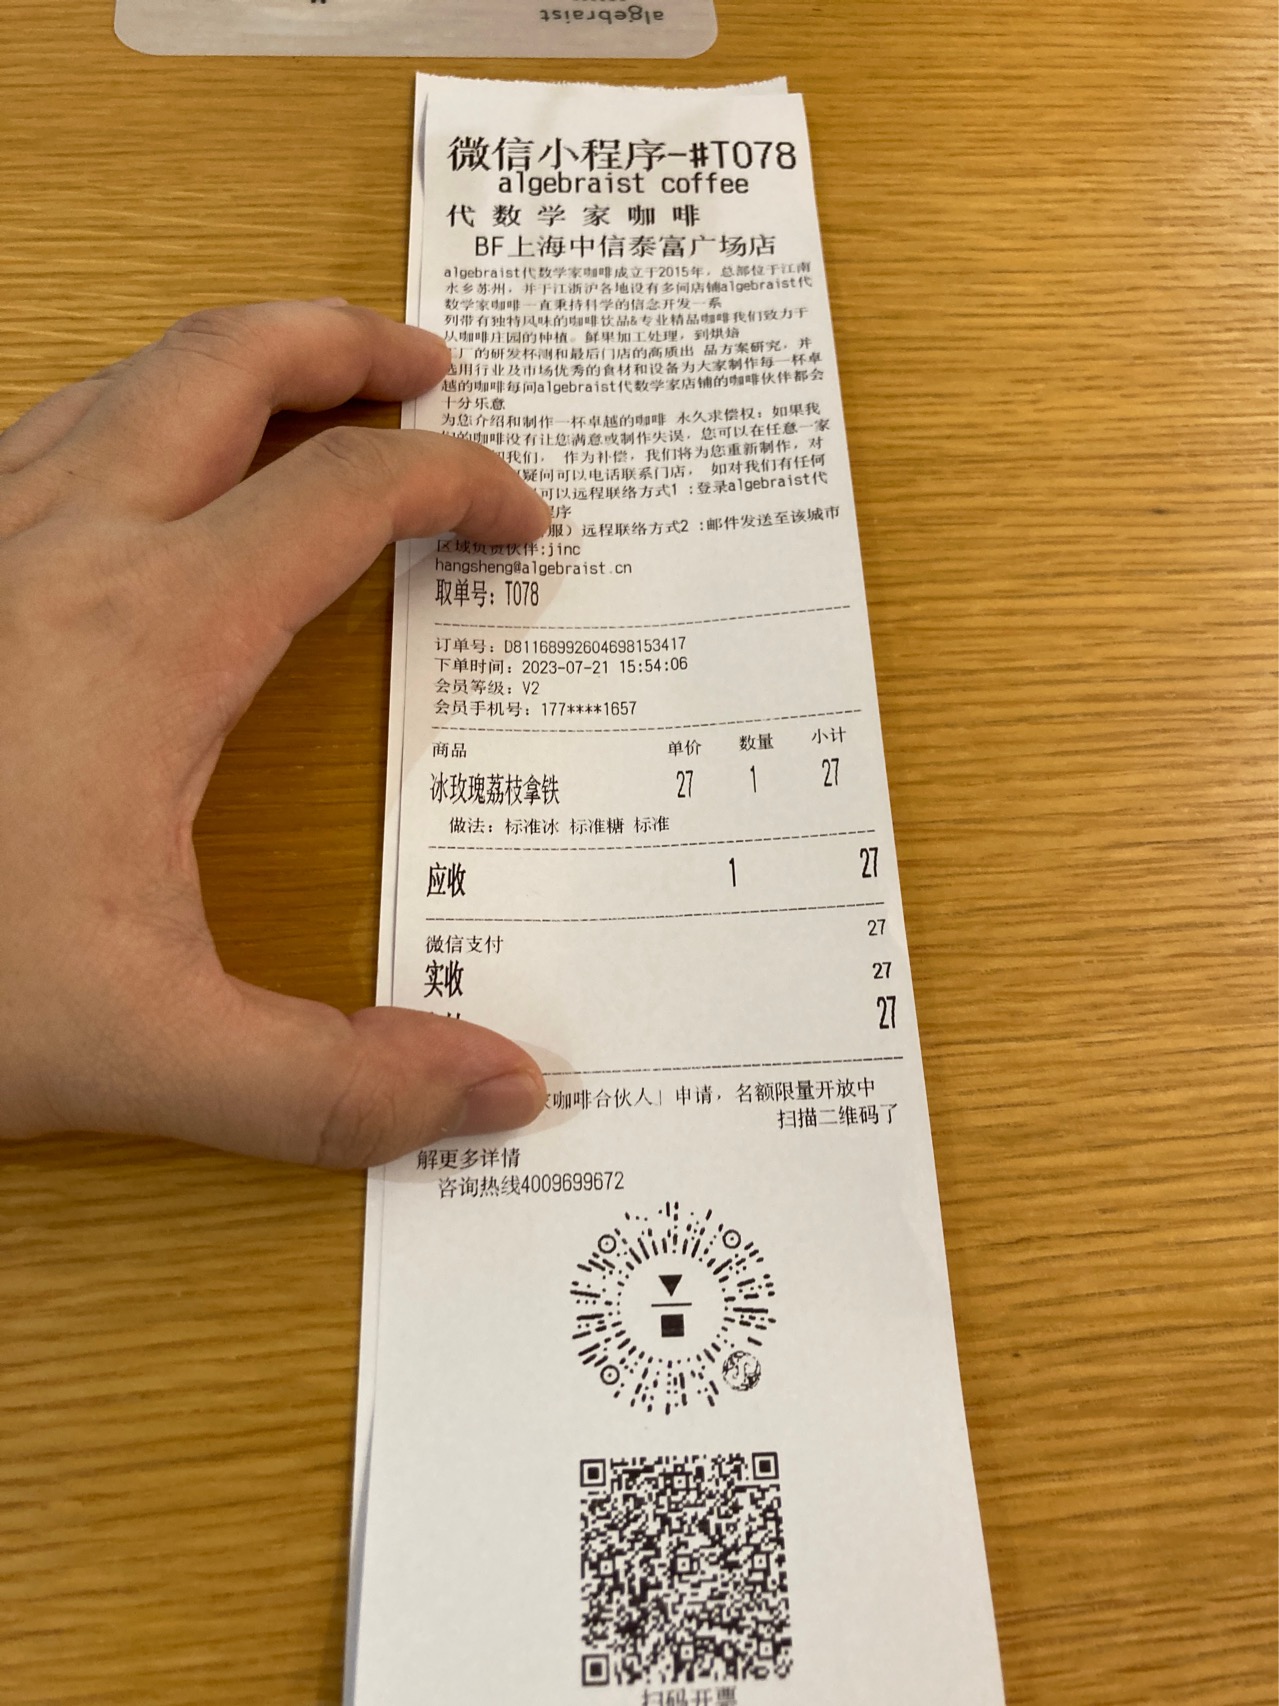 algebraist
微信小程序-#T078
algebraist coffee
代数学家咖啡
BF上海中信泰富广场店
algebraist代数学家咖啡成立于2015年，总部位于江南
水乡苏州，并于江浙沪各地设有多间店铺algebraist代
数学家咖啡一直秉持科学的信念开发一系
列带有独特风味的咖啡饮品&专业精品咖啡我们致力于
从咖啡庄园的种植。鲜果加工处理，到烘焙
厂的研发杯测和最后门店的高质出 品方案研究，并
选用行业及市场优秀的食材和设备为大家制作每一杯卓
越的咖啡每间algebraist代数学家店铺的咖啡伙伴都会
十分乐意
为您介绍和制作一杯卓越的咖啡 永久求偿权：如果我
们的咖啡没有让您满意或制作失误，您可以在任意一家
我们， 作为补偿，我们将为您重新制作，对
疑问可以电话联系门店， 如对我们有任何
可以远程联络方式1 :登录algebraist代
程序
服）远程联络方式2 :邮件发送至该城市
区域负责伙伴:jinc
hangsheng@algebraist.cn
取单号：T078
订单号：D81168992604698153417
下单时间：2023-07-21 15:54:06
会员等级：V2
会员手机号：177****1657
商品 单价 数量 小计
冰玫瑰荔枝拿铁 27 1 27
做法：标准冰 标准糖 标准
应收 1 27
微信支付 27
实收 27
27
咖啡合伙人」申请，名额限量开放中
扫描二维码了
解更多详情
咨询热线4009699672
扫码开票